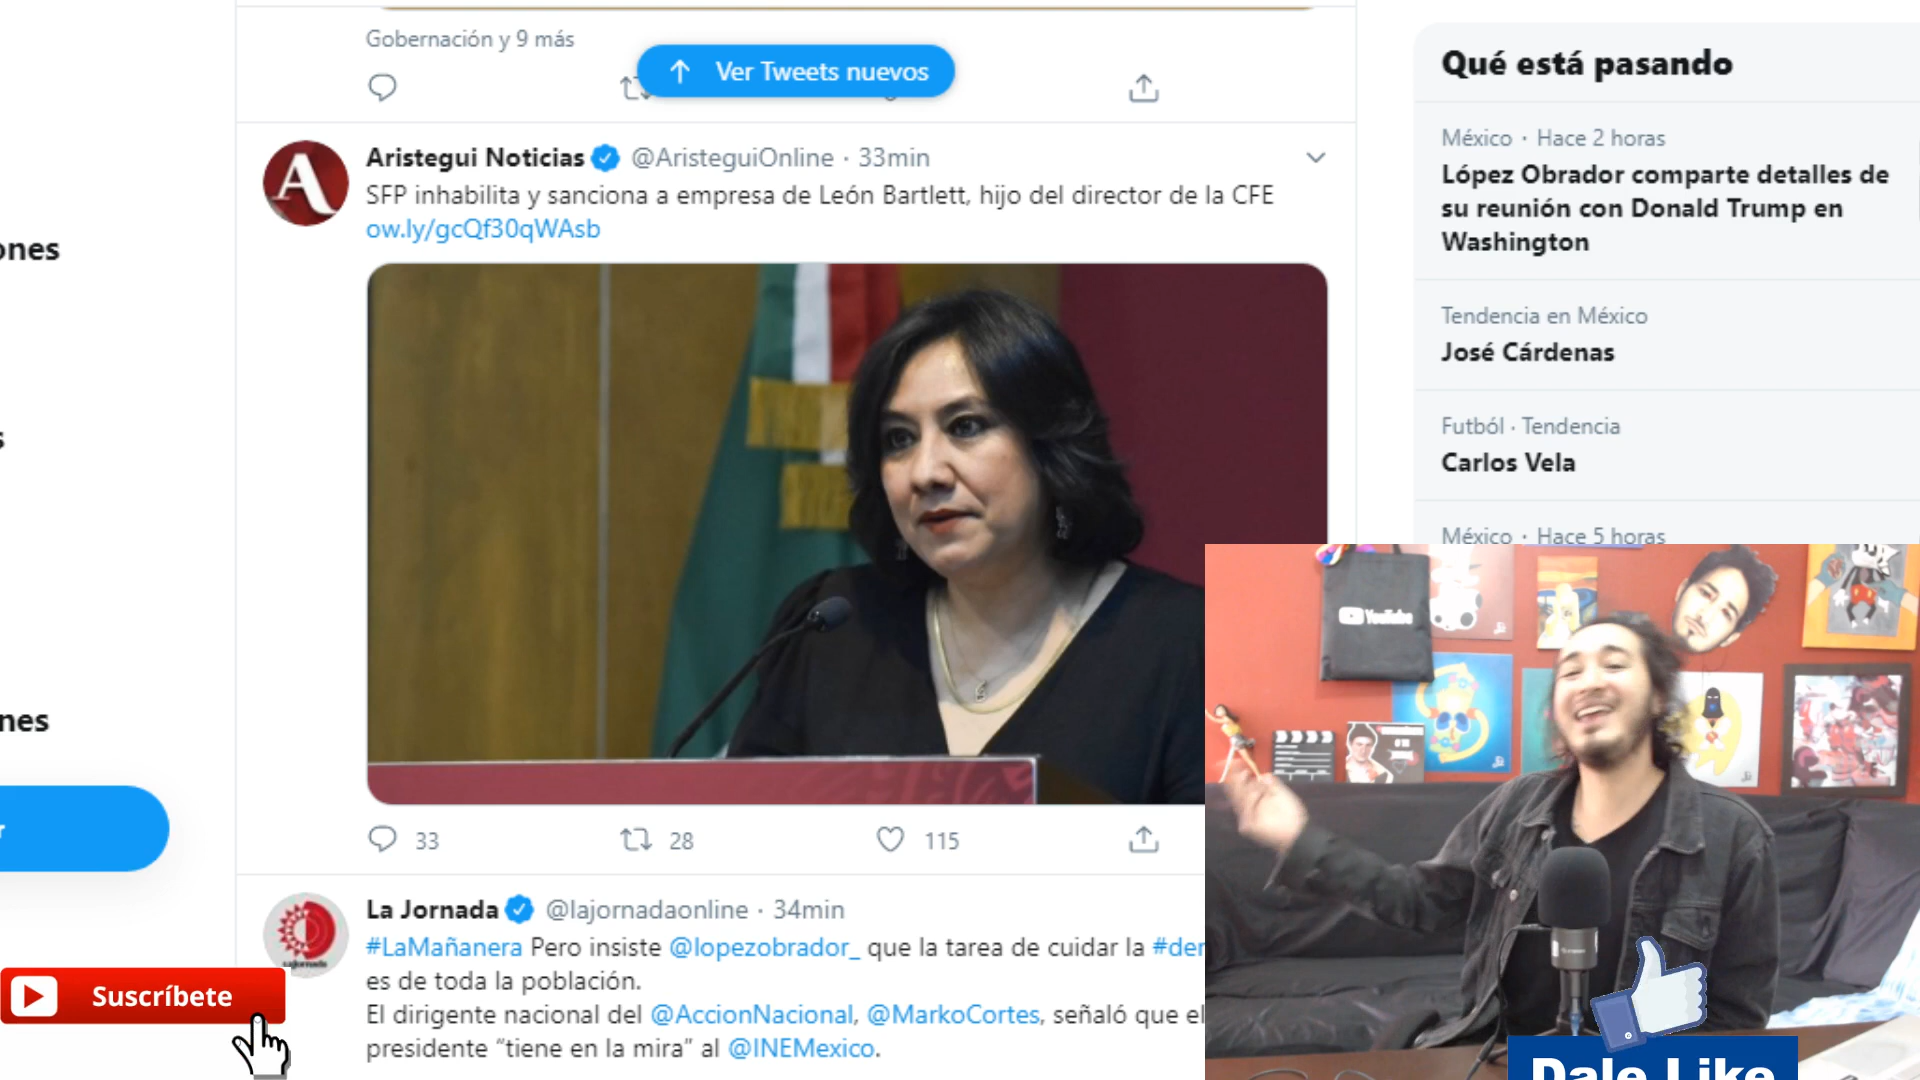 Gobernación y 9 más
Ver Tweets nuevos
Aristegui Noticias @AristeguiOnline · 33min
SFP inhabilita y sanciona a empresa de León Bartlett, hijo del director de la CFE
ow.ly/gcQf30qWAsb
33 28 115
La Jornada @lajornadaonline · 34min
#LaMañanera Pero insiste @lopezobrador_ que la tarea de cuidar la #der
es de toda la población.
El dirigente nacional del @AccionNacional, @MarkoCortes, señaló que el
presidente “tiene en la mira” al @INEMexico.
ones
s
nes
r
Suscríbete
Qué está pasando
México · Hace 2 horas
López Obrador comparte detalles de
su reunión con Donald Trump en
Washington
Tendencia en México
José Cárdenas
Futból · Tendencia
Carlos Vela
México · Hace 5 horas
YouTube
Dale Like